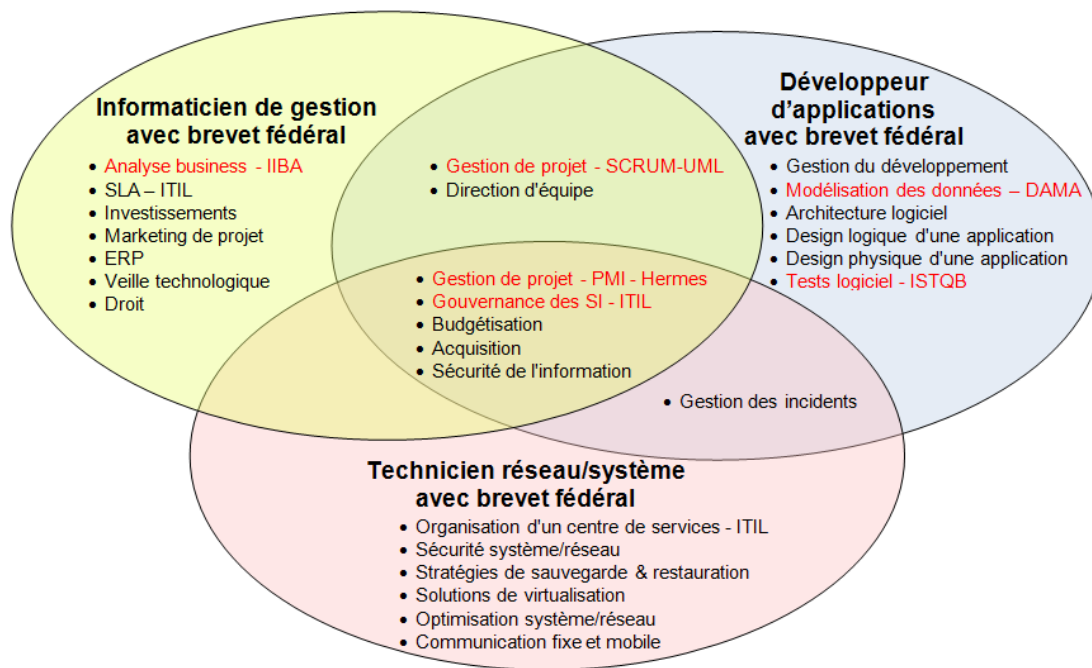 Informaticien de gestion
avec brevet fédéral
• Analyse business - IIBA
• SLA – ITIL
• Investissements
• Marketing de projet
• ERP
• Veille technologique
• Droit
• Gestion de projet - SCRUM-UML
• Direction d'équipe
Développeur
d’applications
avec brevet fédéral
• Gestion du développement
• Modélisation des données – DAMA
• Architecture logiciel
• Design logique d'une application
• Design physique d'une application
• Tests logiciel - ISTQB
• Gestion de projet - PMI - Hermes
• Gouvernance des SI - ITIL
• Budgétisation
• Acquisition
• Sécurité de l'information
• Gestion des incidents
Technicien réseau/système
avec brevet fédéral
• Organisation d'un centre de services - ITIL
• Sécurité système/réseau
• Stratégies de sauvegarde & restauration
• Solutions de virtualisation
• Optimisation système/réseau
• Communication fixe et mobile